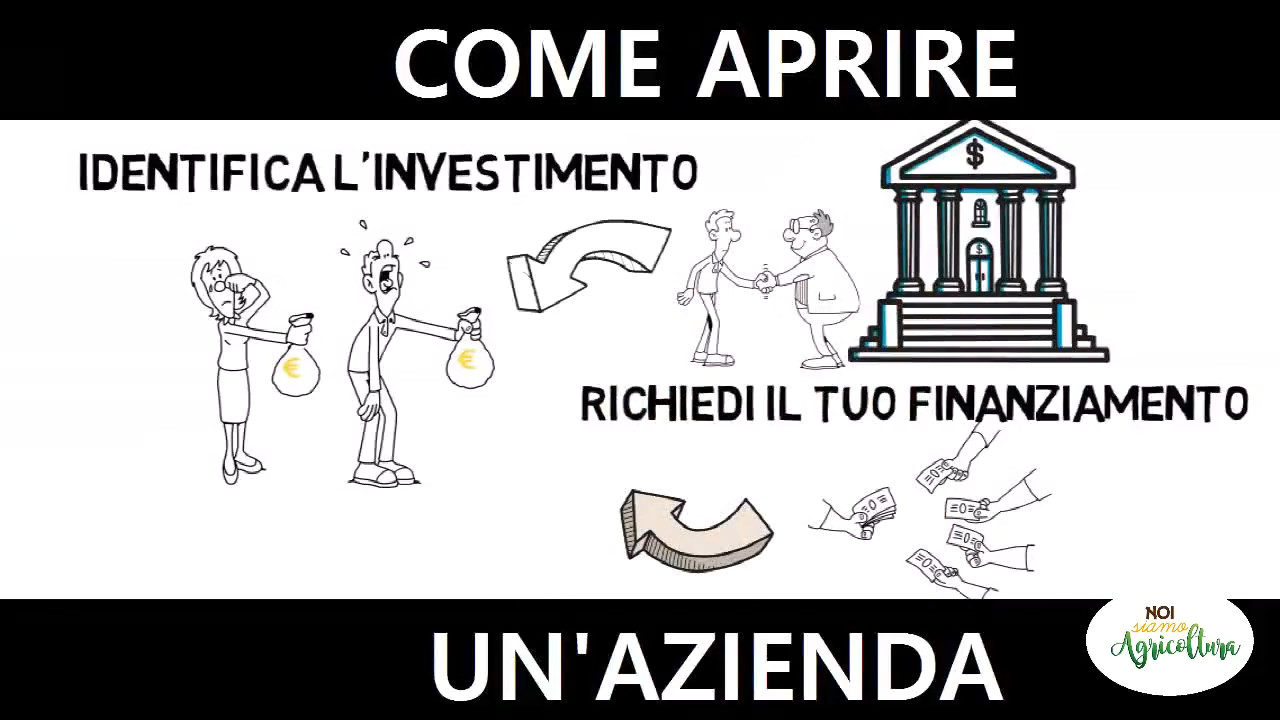 COME APRIRE
IDENTIFICA L'INVESTIMENTO
$
$
€
€
RICHIEDI IL TUO FINANZIAMENTO
UN'AZIENDA
NOI
siamo
Agricoltura